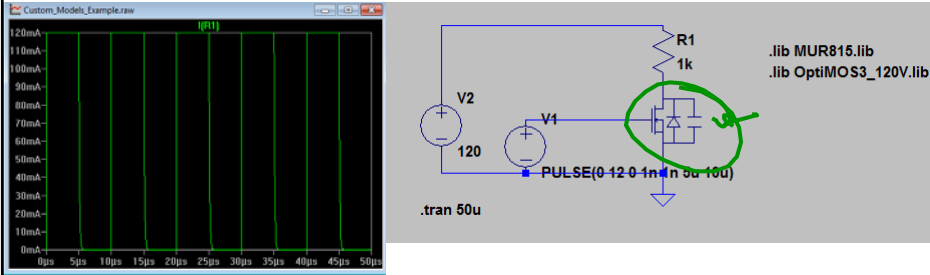 Custom_Models_Example.raw
I(R1)
120mA
110mA
100mA
90mA
80mA
70mA
60mA
50mA
40mA
30mA
20mA
10mA
0mA
0µs 5µs 10µs 15µs 20µs 25µs 30µs 35µs 40µs 45µs 50µs
R1
1k
.lib MUR815.lib
.lib OptiMOS3_120V.lib
V2
V1
120
PULSE(0 12 0 1n 1n 5u 10u)
.tran 50u